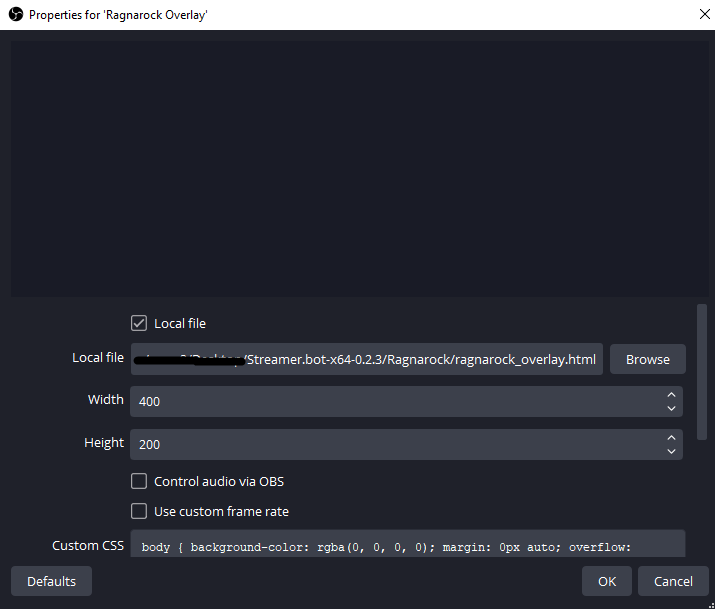 Properties for 'Ragnarock Overlay'
Local file
Local file /Streamer.bot-x64-0.2.3/Ragnarock/ragnarock_overlay.html Browse
Width 400
Height 200
Control audio via OBS
Use custom frame rate
Custom CSS body { background-color: rgba(0, 0, 0, 0); margin: 0px auto; overflow:
Defaults OK Cancel